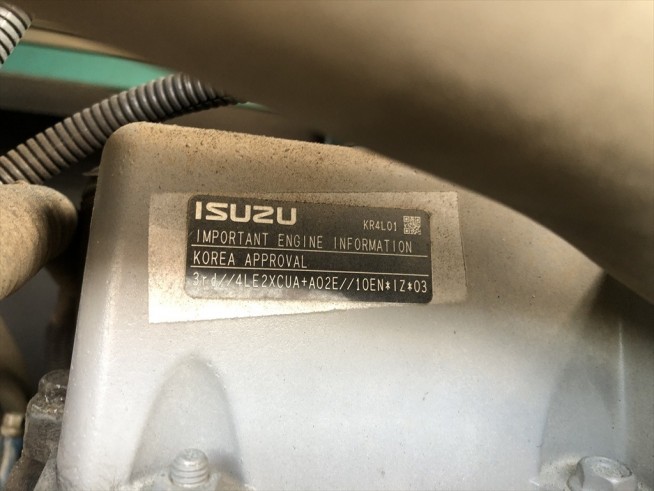 ISUZU
KR4L01
IMPORTANT ENGINE INFORMATION
KOREA APPROVAL
3rd//4LE2XCUA+A02E//10EN*IZ*03